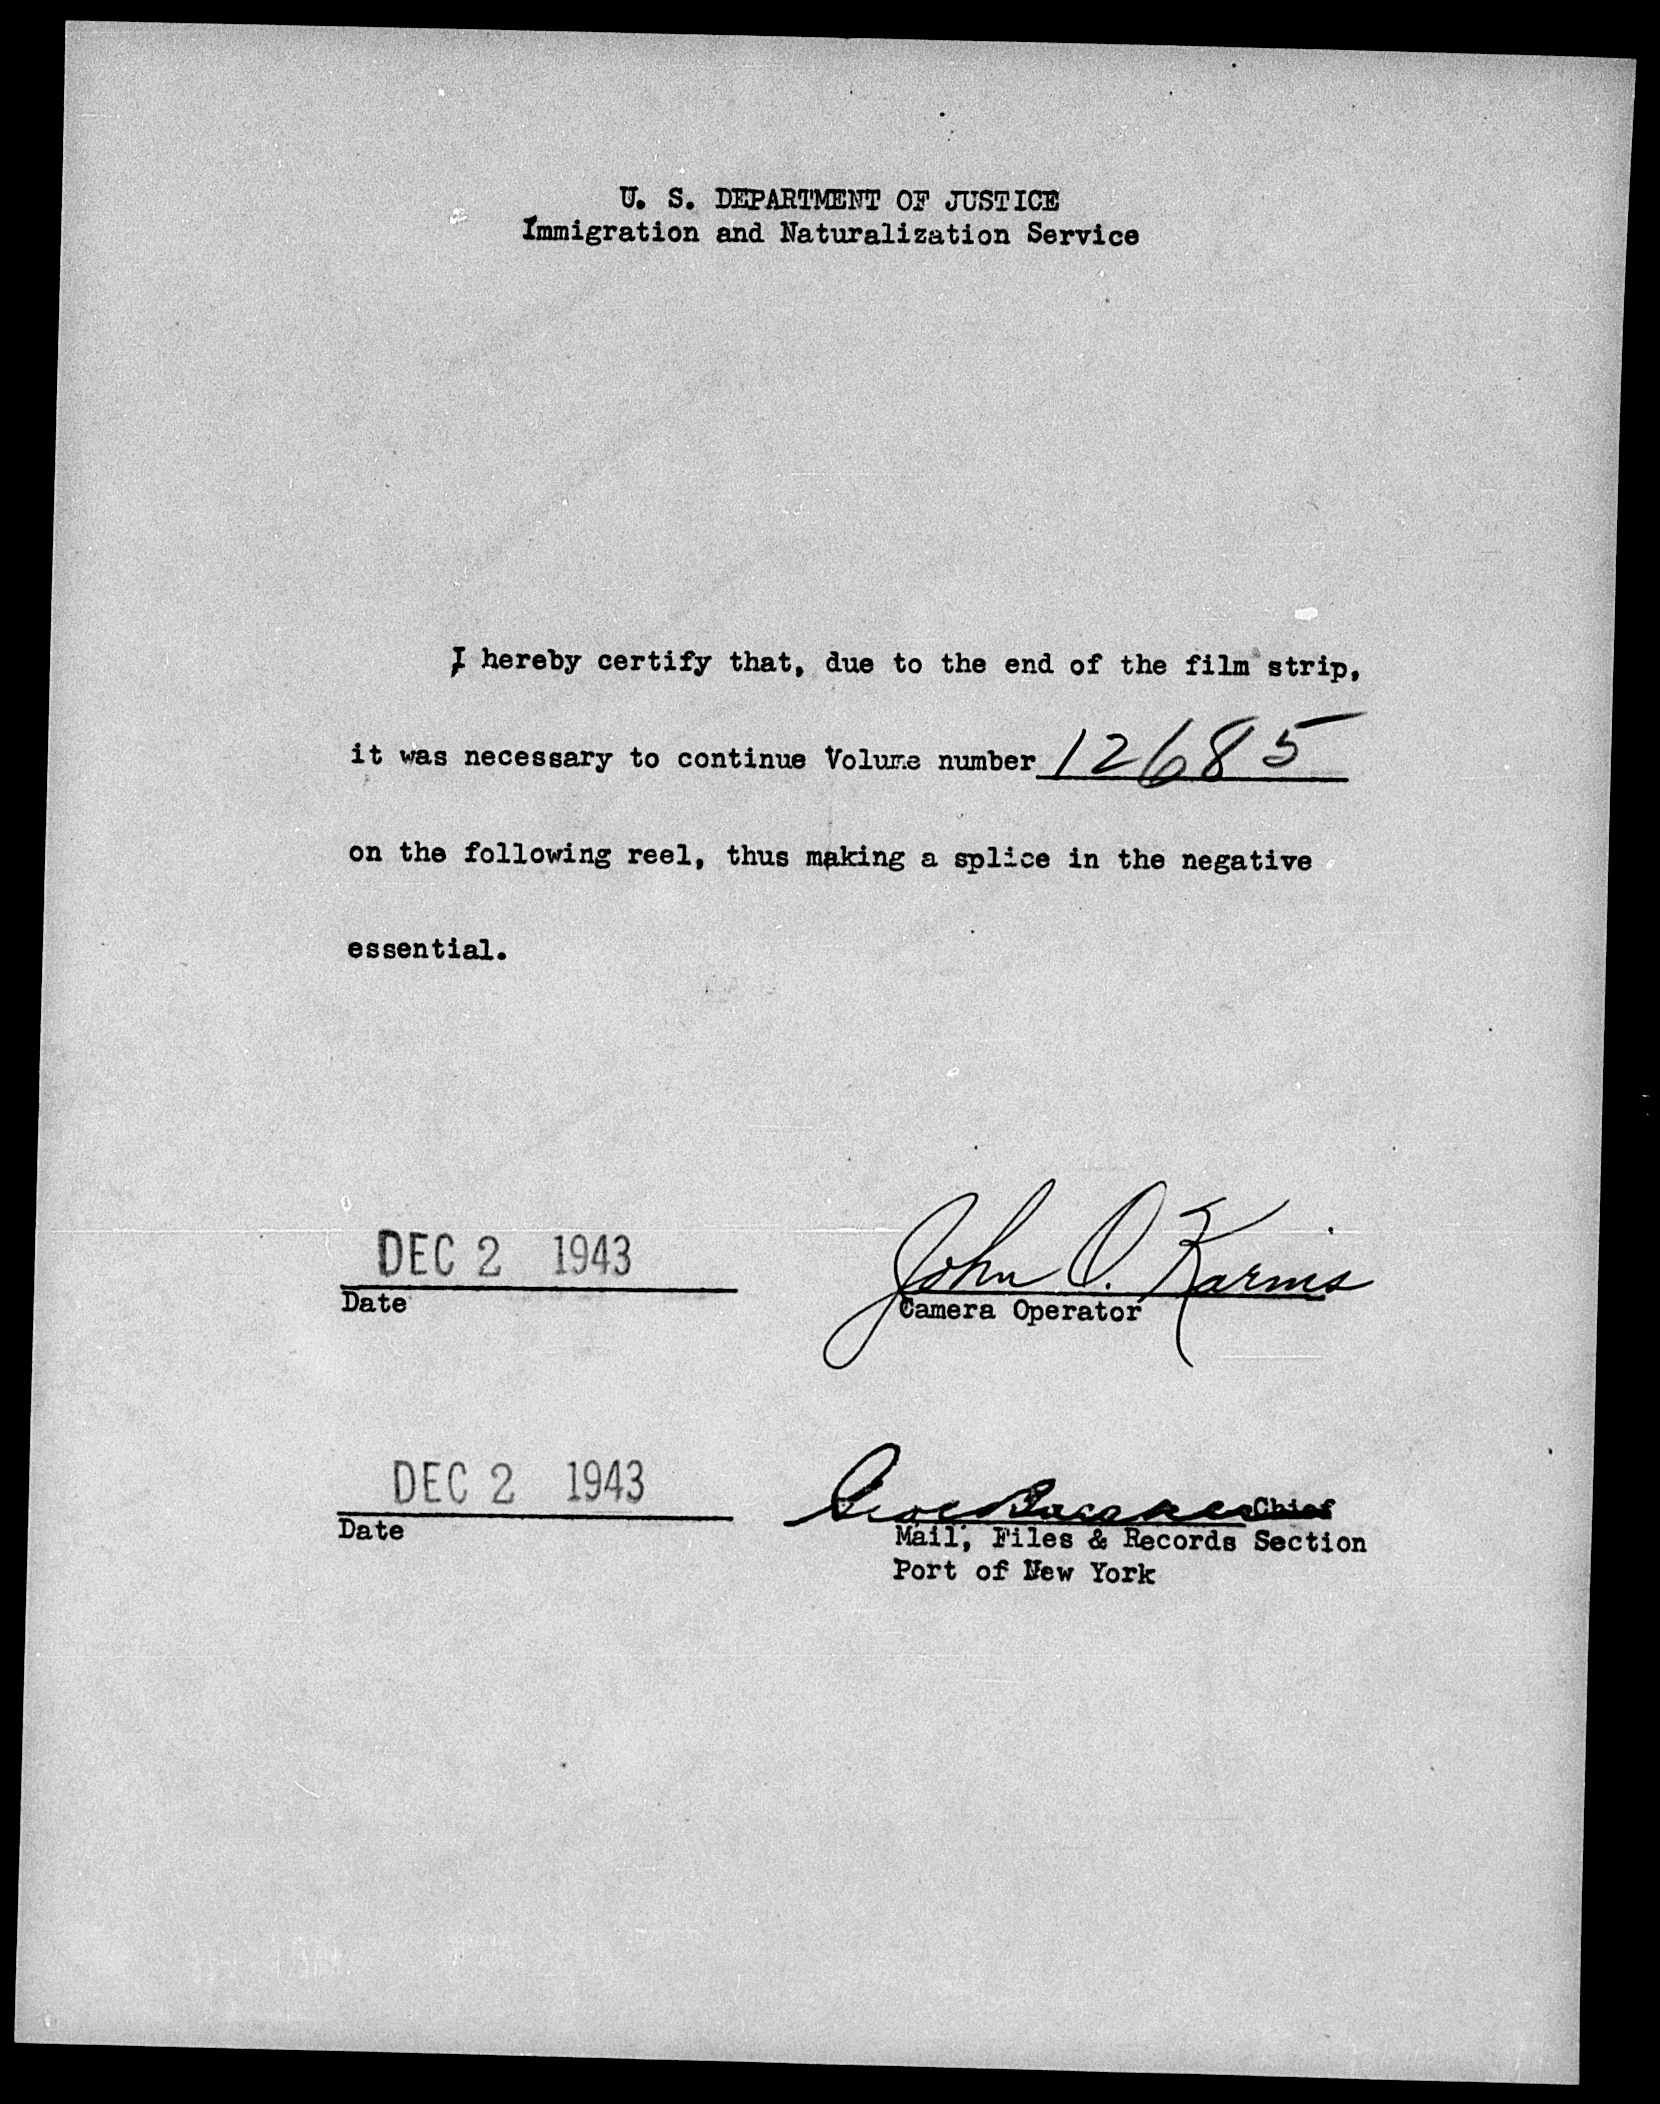 U. S. DEPARTMENT OF JUSTICE
Immigration and Naturalization Service
I hereby certify that, due to the end of the film strip,
it was necessary to continue Volume number 12685
on the following reel, thus making a splice in the negative
essential.
DEC 2 1943
Date
John O. Karins
Camera Operator
DEC 2 1943
Date
Chief
Mail, Files & Records Section
Port of New York